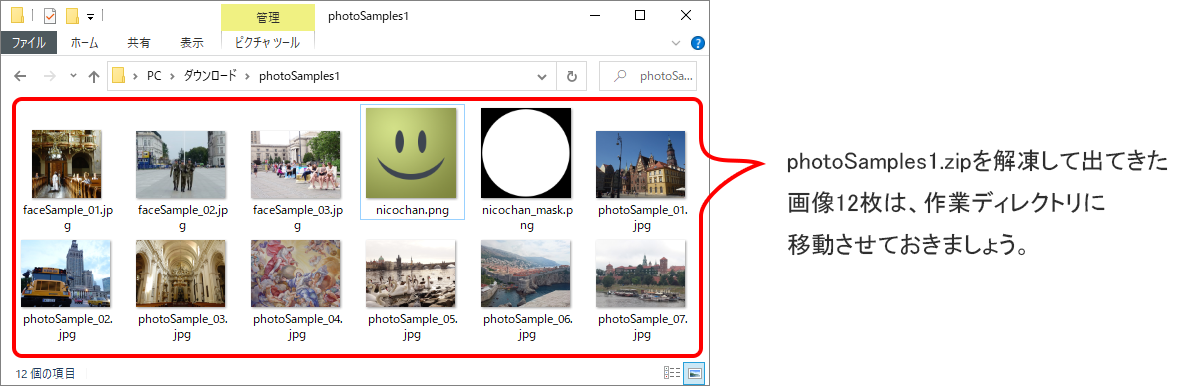 管理
photoSamples1
ファイル
ホーム
共有
表示
ピクチャ ツール
PC
ダウンロード
photoSamples1
photoSa...
faceSample_01.jp
g
faceSample_02.jp
g
faceSample_03.jp
g
nicochan.png
nicochan_mask.p
ng
photoSample_01.
jpg
photoSample_02.
jpg
photoSample_03.
jpg
photoSample_04.
jpg
photoSample_05.
jpg
photoSample_06.
jpg
photoSample_07.
jpg
12 個の項目
photoSamples1.zipを解凍して出てきた
画像12枚は、作業ディレクトリに
移動させておきましょう。